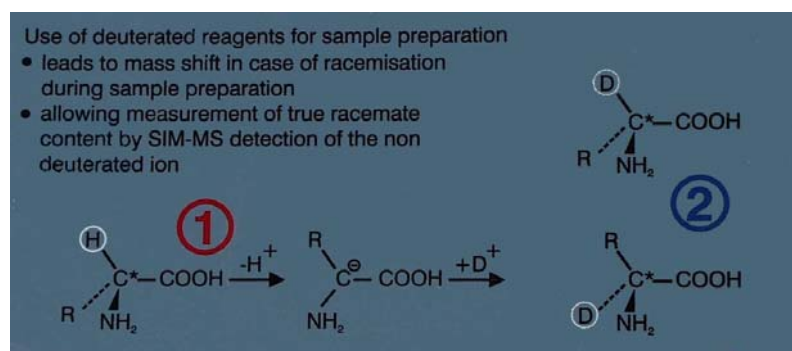 Use of deuterated reagents for sample preparation
• leads to mass shift in case of racemisation
during sample preparation
• allowing measurement of true racemate
content by SIM-MS detection of the non
deuterated ion
D
C*—COOH
R NH₂
1
2
H R R
-H⁺ ⊖ +D⁺
C*—COOH C—COOH C*—COOH
R NH₂ NH₂ D NH₂